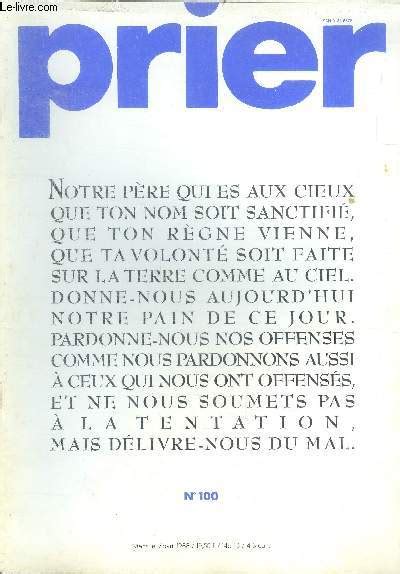 Le-livre.com
prier
NOTRE PÈRE QUI ES AUX CIEUX
QUE TON NOM SOIT SANCTIFIÉ,
QUE TON RÈGNE VIENNE,
QUE TA VOLONTÉ SOIT FAITE
SUR LA TERRE COMME AU CIEL.
DONNE-NOUS AUJOURD'HUI
NOTRE PAIN DE CE JOUR.
PARDONNE-NOUS NOS OFFENSES
COMME NOUS PARDONNONS AUSSI
À CEUX QUI NOUS ONT OFFENSÉS,
ET NE NOUS SOUMETS PAS
À LA TENTATION,
MAIS DÉLIVRE-NOUS DU MAL.
N° 100